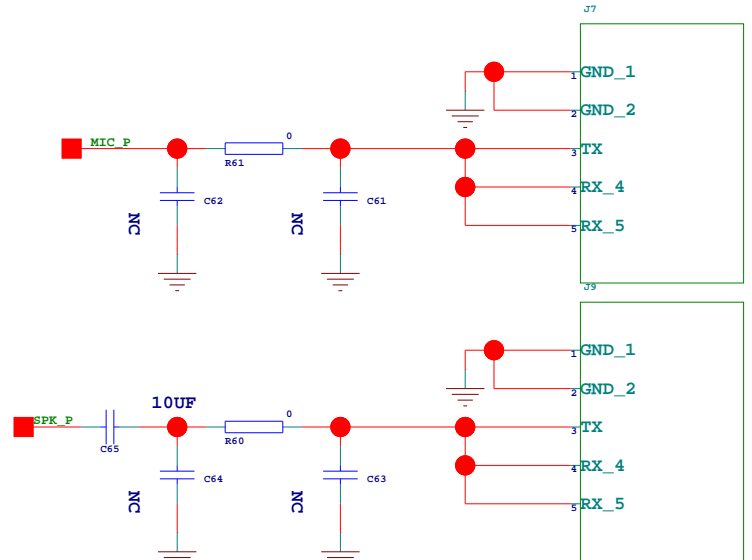 J7
1 GND_1
2 GND_2
MIC_P
0
3 TX
R61
4 RX_4
C62
C61
NC
NC
5 RX_5
J9
1 GND_1
2 GND_2
10UF
SPK_P
0
3 TX
R60
C65
4 RX_4
C64
C63
NC
NC
5 RX_5